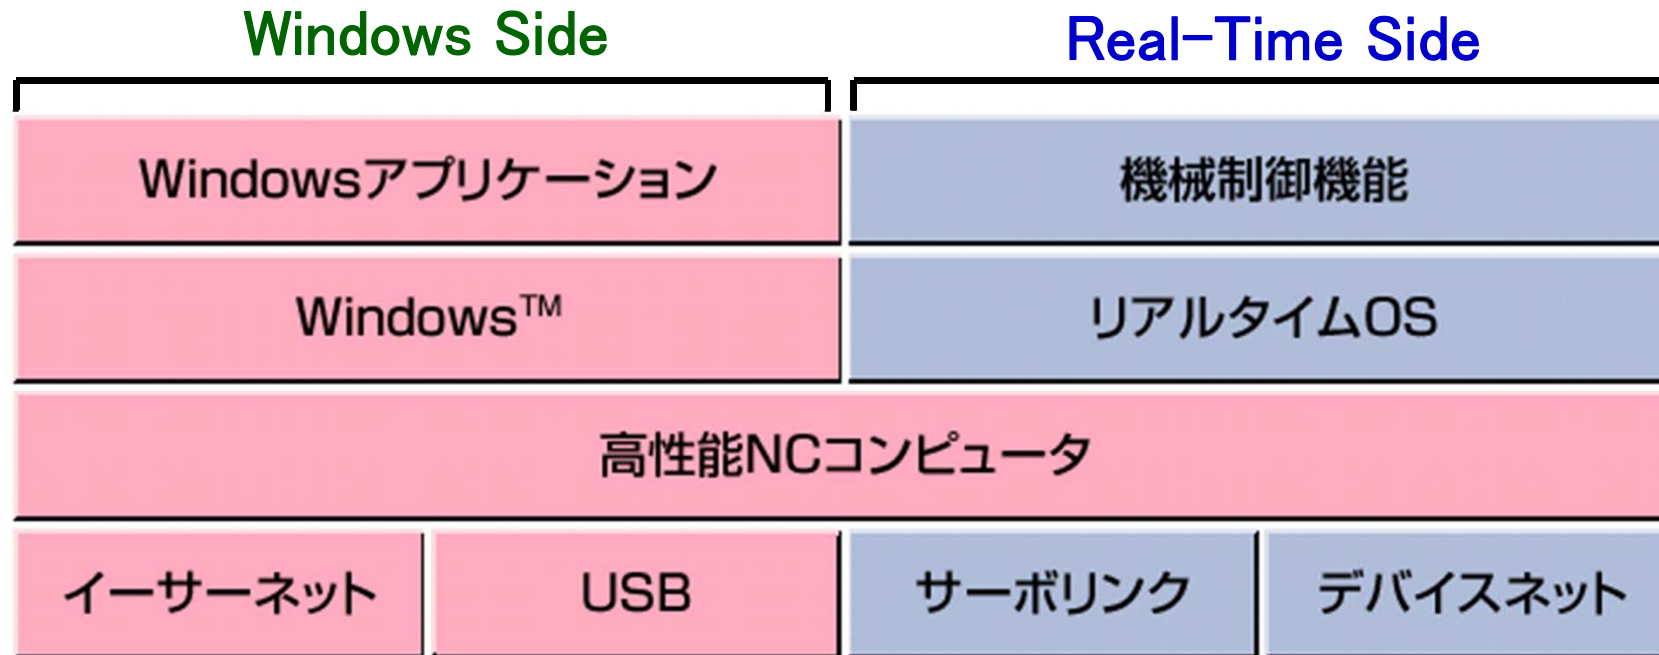 Windows Side
Real-Time Side
Windowsアプリケーション
機械制御機能
Windows™
リアルタイムOS
高性能NCコンピュータ
イーサーネット
USB
サーボリンク
デバイスネット